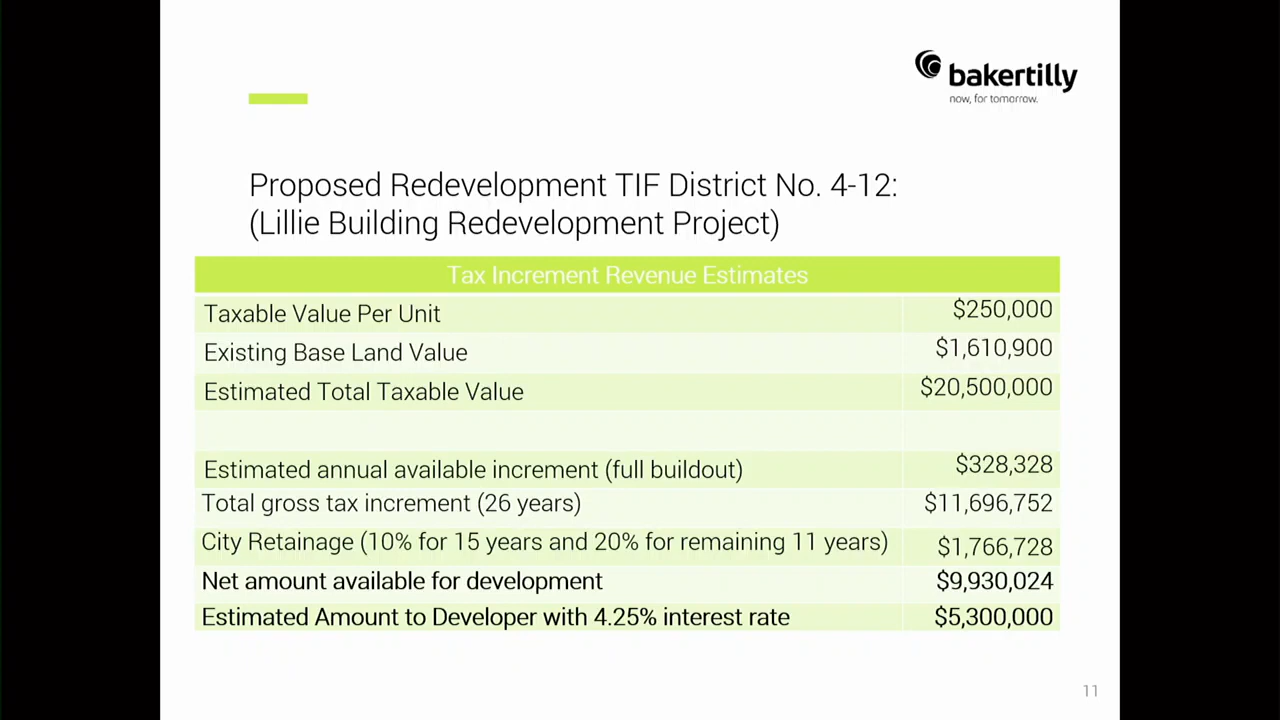 bakertilly
now, for tomorrow.
Proposed Redevelopment TIF District No. 4-12:
(Lillie Building Redevelopment Project)
Tax Increment Revenue Estimates
Taxable Value Per Unit $250,000
Existing Base Land Value $1,610,900
Estimated Total Taxable Value $20,500,000
Estimated annual available increment (full buildout) $328,328
Total gross tax increment (26 years) $11,696,752
City Retainage (10% for 15 years and 20% for remaining 11 years) $1,766,728
Net amount available for development $9,930,024
Estimated Amount to Developer with 4.25% interest rate $5,300,000
11